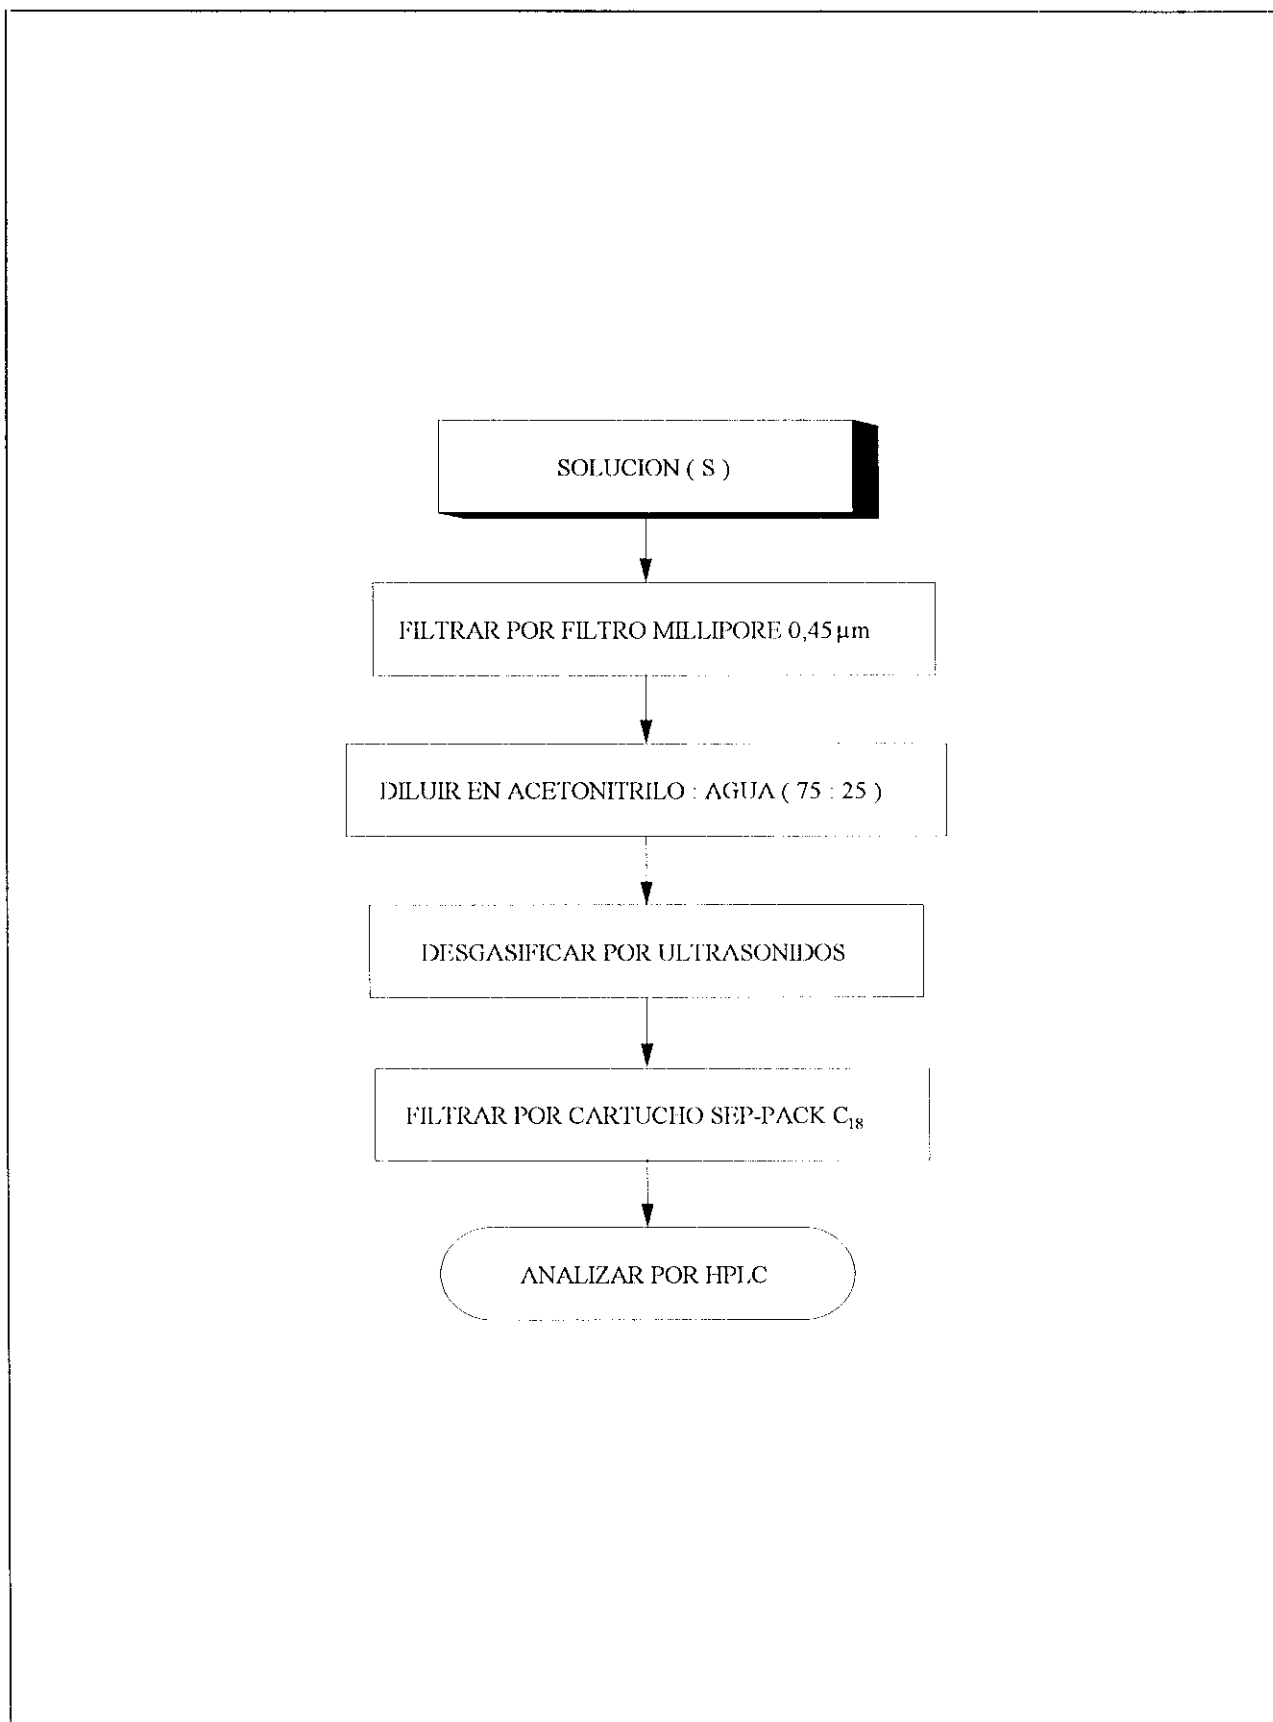 SOLUCION ( S )
FILTRAR POR FILTRO MILLIPORE 0,45 µm
DILUIR EN ACETONITRILO : AGUA ( 75 : 25 )
DESGASIFICAR POR ULTRASONIDOS
FILTRAR POR CARTUCHO SEP-PACK C₁₈
ANALIZAR POR HPLC